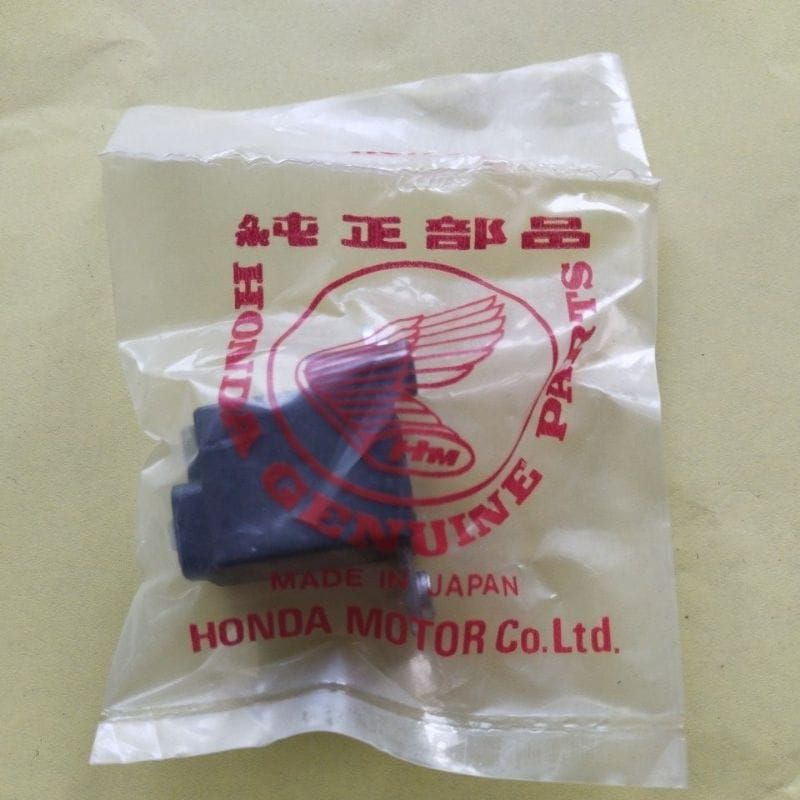 純正部品
HONDA GENUINE PARTS
HM
MADE IN JAPAN
HONDA MOTOR Co.Ltd.